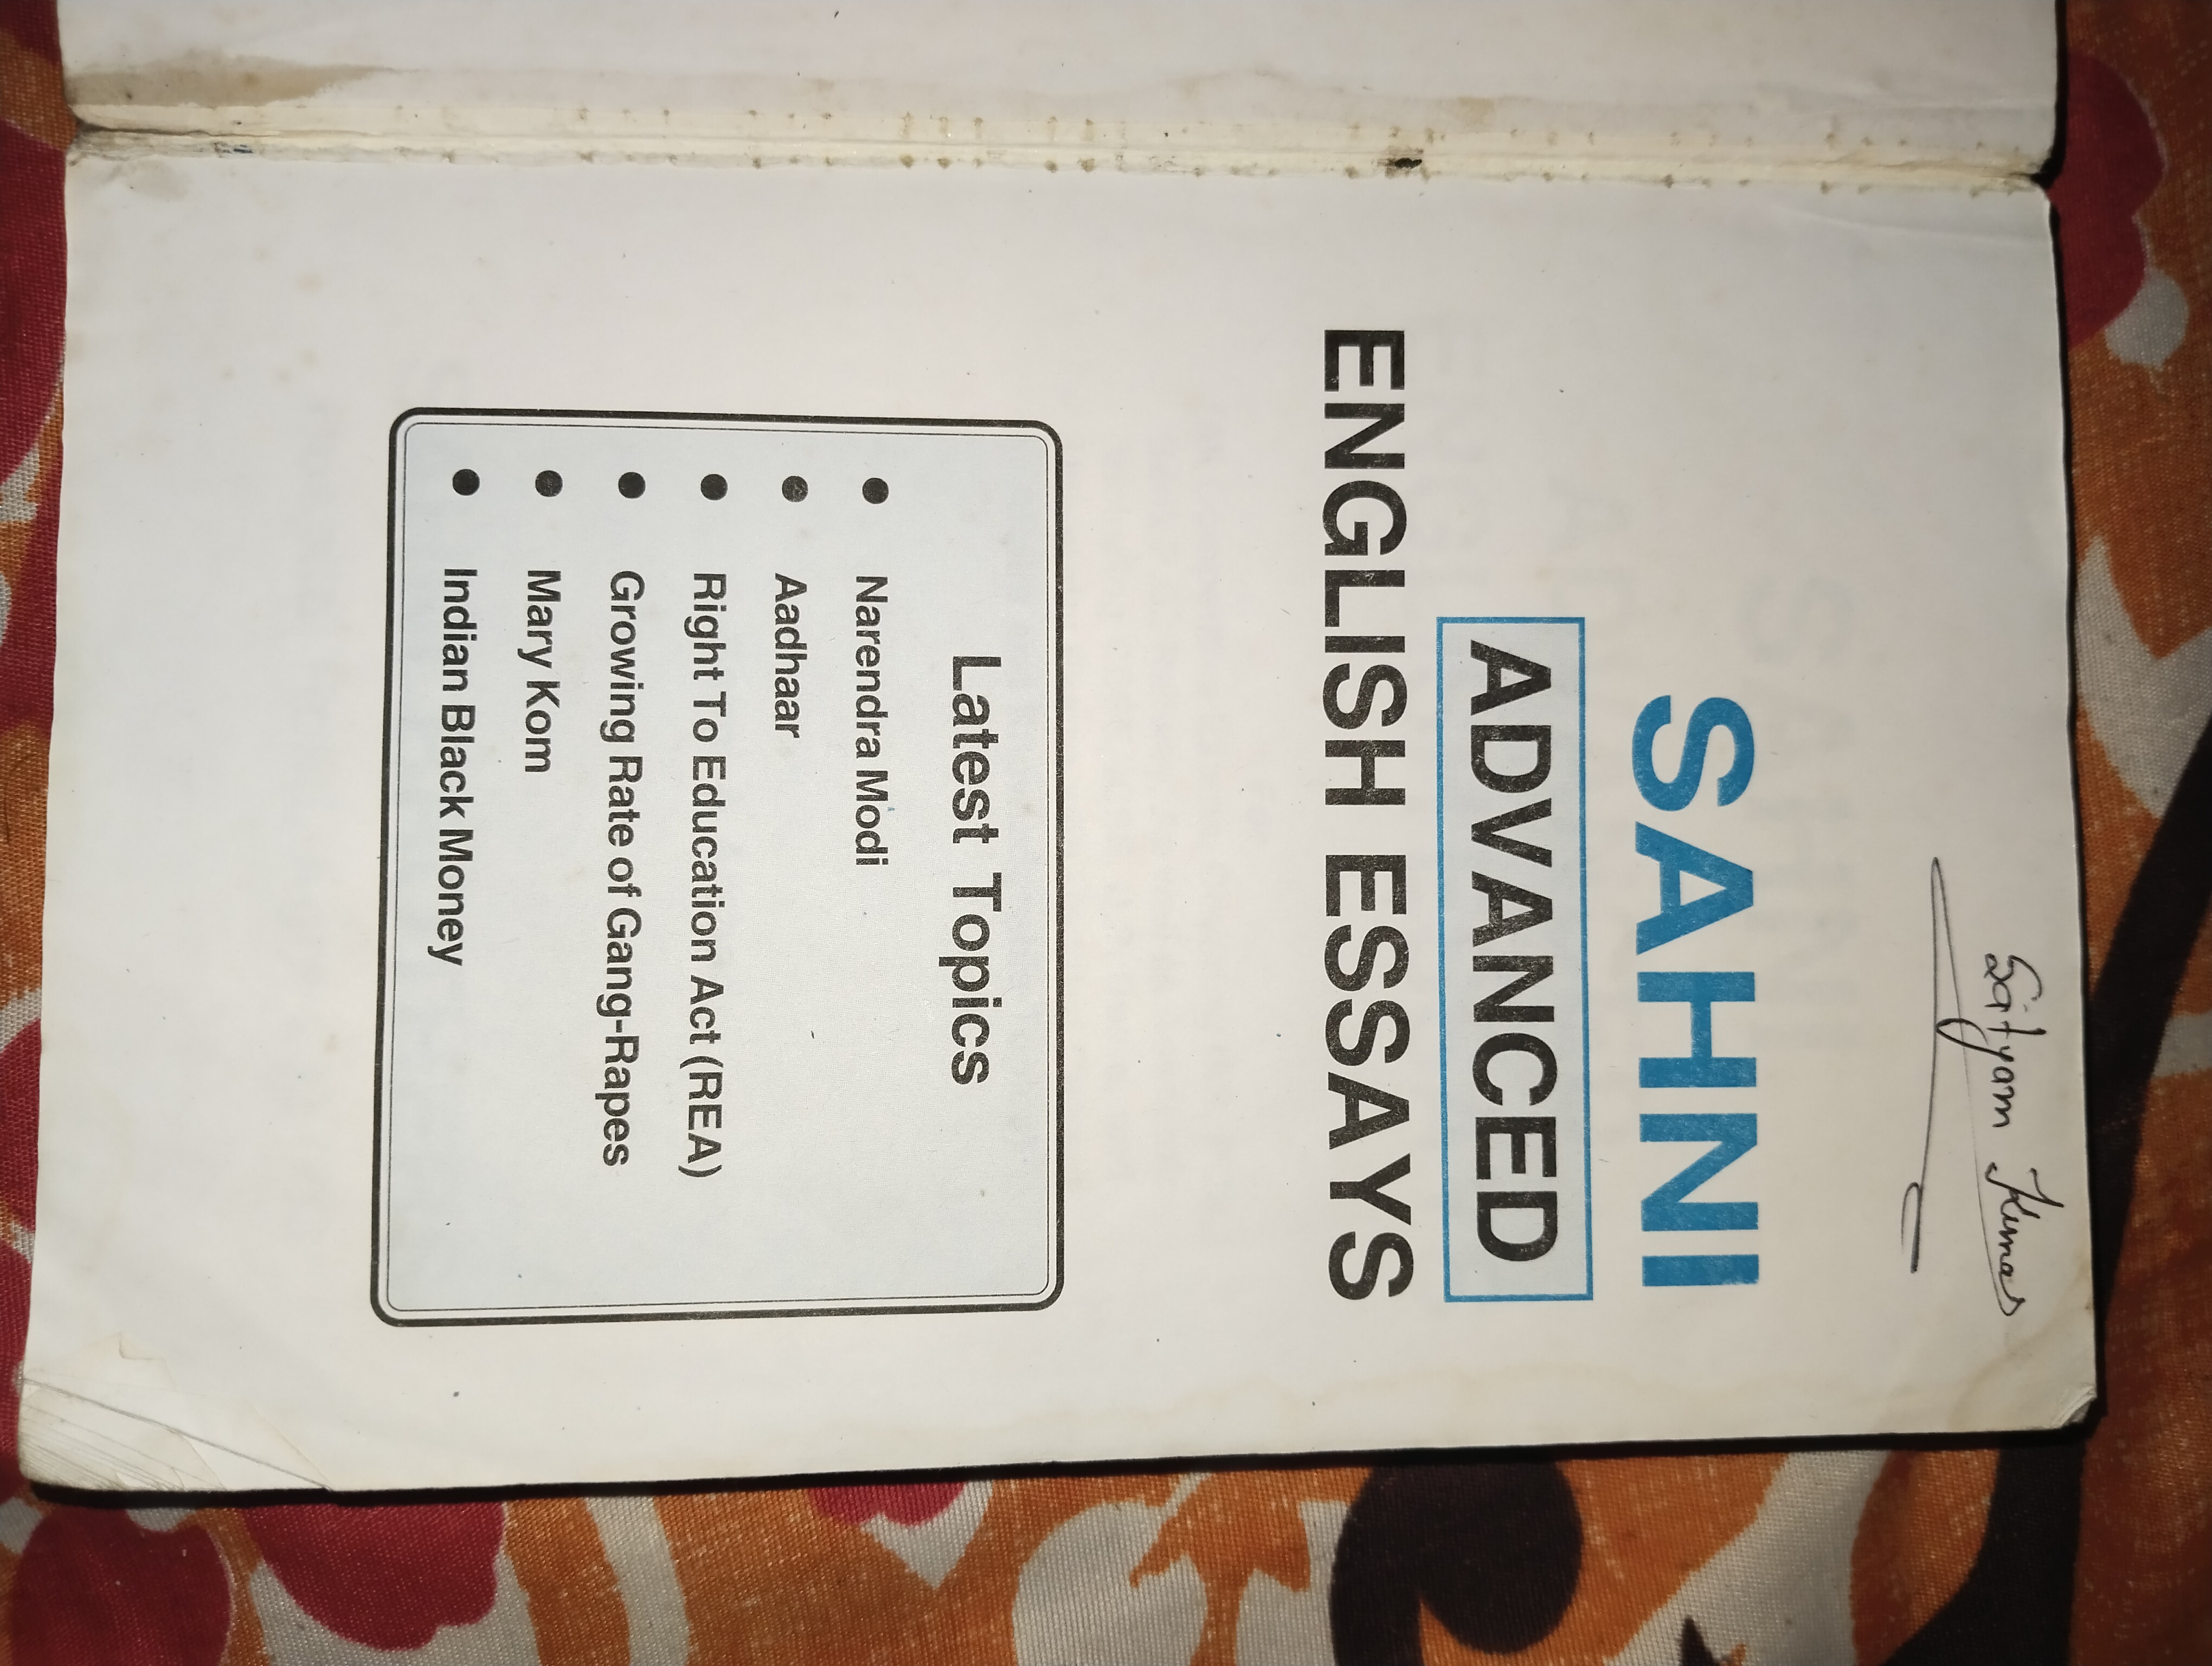 Satyam Kumar
SAHNI
ADVANCED
ENGLISH ESSAYS
Latest Topics
● Narendra Modi
● Aadhaar
● Right To Education Act (REA)
● Growing Rate of Gang-Rapes
● Mary Kom
● Indian Black Money